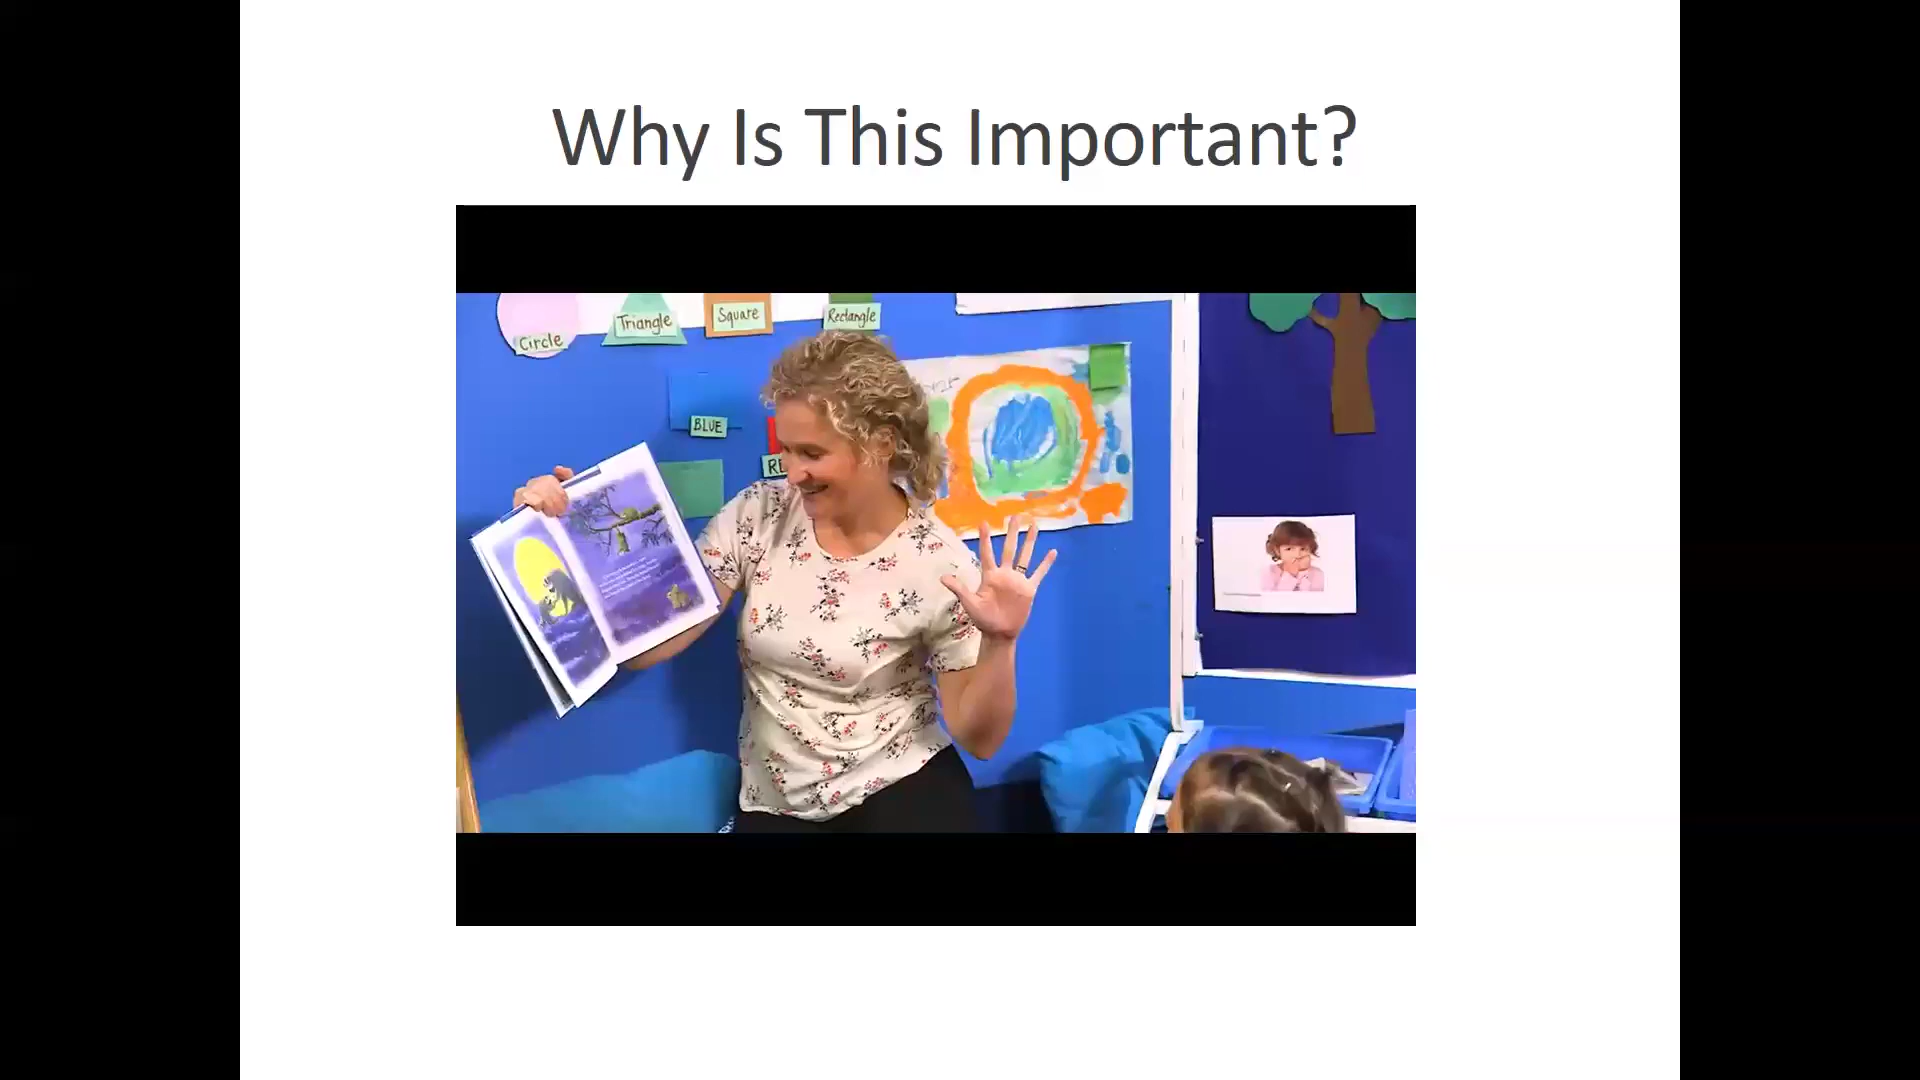 Why Is This Important?
Circle
Triangle
Square
Rectangle
BLUE